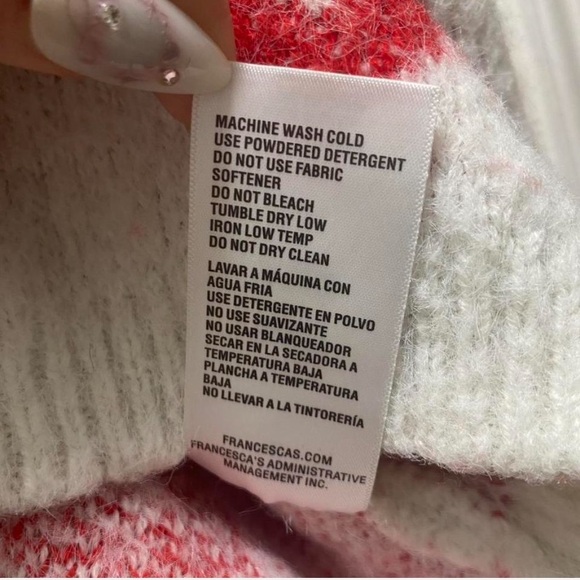 MACHINE WASH COLD
USE POWDERED DETERGENT
DO NOT USE FABRIC
SOFTENER
DO NOT BLEACH
TUMBLE DRY LOW
IRON LOW TEMP
DO NOT DRY CLEAN
LAVAR A MÁQUINA CON
AGUA FRIA
USE DETERGENTE EN POLVO
NO USE SUAVIZANTE
NO USAR BLANQUEADOR
SECAR EN LA SECADORA A
TEMPERATURA BAJA
PLANCHA A TEMPERATURA
BAJA
NO LLEVAR A LA TINTORERÍA
FRANCESCAS.COM
FRANCESCA'S ADMINISTRATIVE
MANAGEMENT INC.